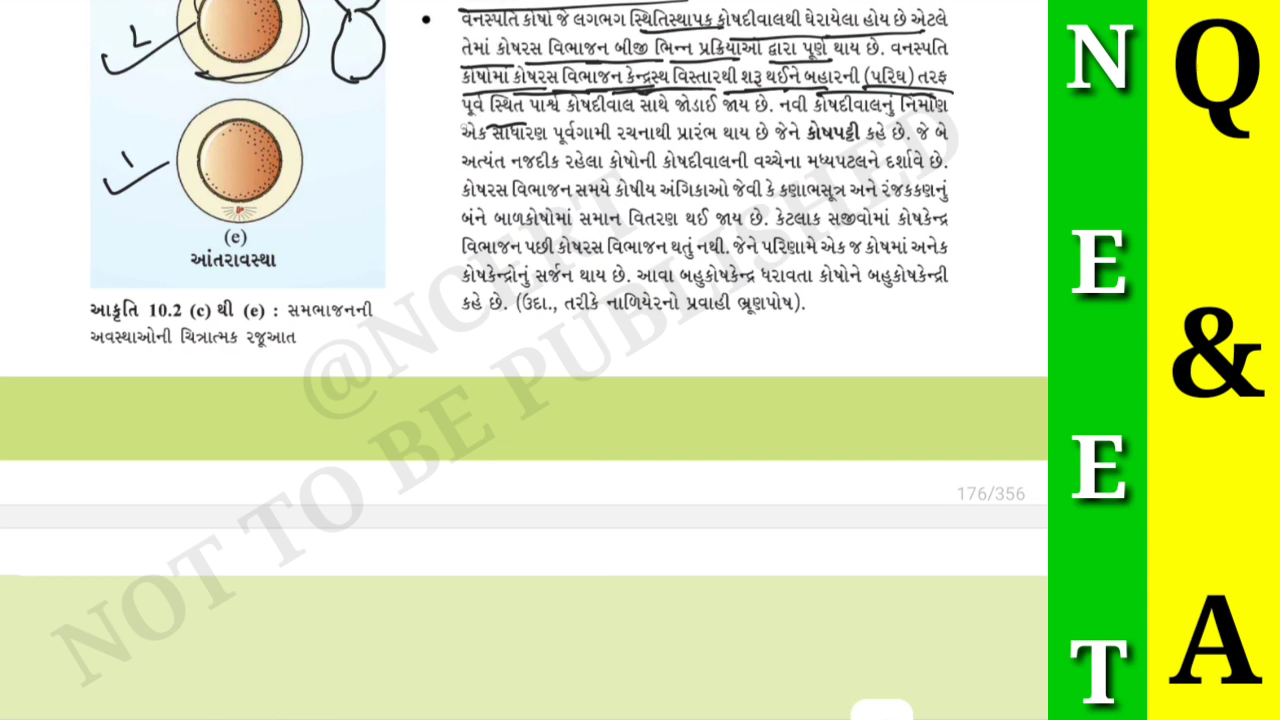 વનસ્પતિ કોષો જે લગભગ સ્થિતિસ્થાપક કોષદીવાલથી ઘેરાયેલા હોય છે એટલે
તેમાં કોષરસ વિભાજન બીજી ભિન્ન પ્રક્રિયાઓ દ્વારા પૂર્ણ થાય છે. વનસ્પતિ
કોષોમાં કોષરસ વિભાજન કેન્દ્રસ્થ વિસ્તારથી શરૂ થઈને બહારની (પરિઘ) તરફ
પૂર્વ સ્થિત પાર્શ્વ કોષદીવાલ સાથે જોડાઈ જાય છે. નવી કોષદીવાલનું નિર્માણ
એક સાધારણ પૂર્વગામી રચનાથી પ્રારંભ થાય છે જેને કોષપટ્ટી કહે છે. જે બે
અત્યંત નજદીક રહેલા કોષોની કોષદીવાલની વચ્ચેના મધ્યપટલને દર્શાવે છે.
કોષરસ વિભાજન સમયે કોષીય અંગિકાઓ જેવી કે કણાભસૂત્ર અને રંજકકણનું
બંને બાળકોષોમાં સમાન વિતરણ થઈ જાય છે. કેટલાક સજીવોમાં કોષકેન્દ્ર
વિભાજન પછી કોષરસ વિભાજન થતું નથી. જેને પરિણામે એક જ કોષમાં અનેક
કોષકેન્દ્રોનું સર્જન થાય છે. આવા બહુકોષકેન્દ્ર ધરાવતા કોષોને બહુકોષકેન્દ્રી
કહે છે. (ઉદા., તરીકે નાળિયેરનો પ્રવાહી ભ્રૂણપોષ).
(e)
આંતરાવસ્થા
આકૃતિ 10.2 (c) થી (e) : સમભાજનની
અવસ્થાઓની ચિત્રાત્મક રજૂઆત
@NCERT
NOT TO BE PUBLISHED
176/356
N
E
E
T
Q
&
A